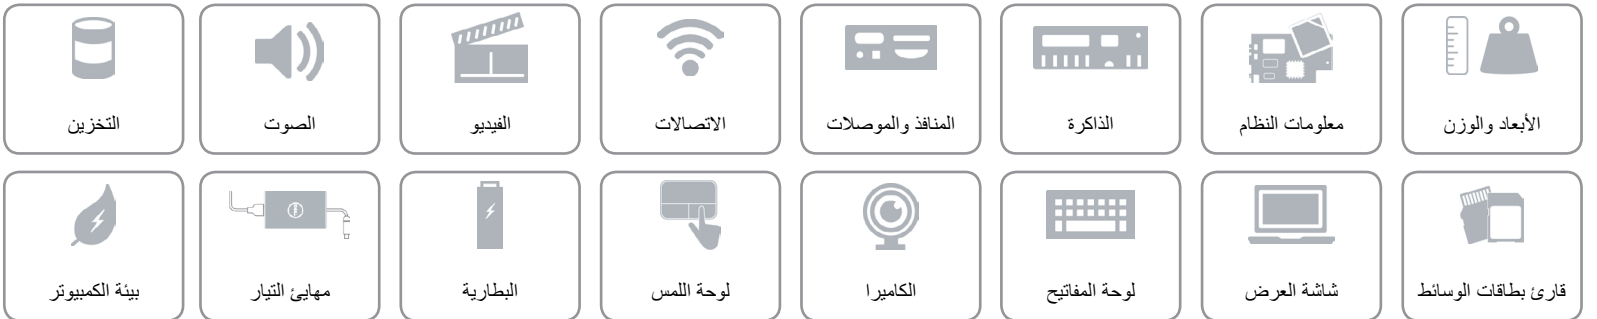 الأبعاد والوزن
معلومات النظام
الذاكرة
المنافذ والموصلات
الاتصالات
الفيديو
الصوت
التخزين
قارئ بطاقات الوسائط
شاشة العرض
لوحة المفاتيح
الكاميرا
لوحة اللمس
البطارية
مهايئ التيار
بيئة الكمبيوتر